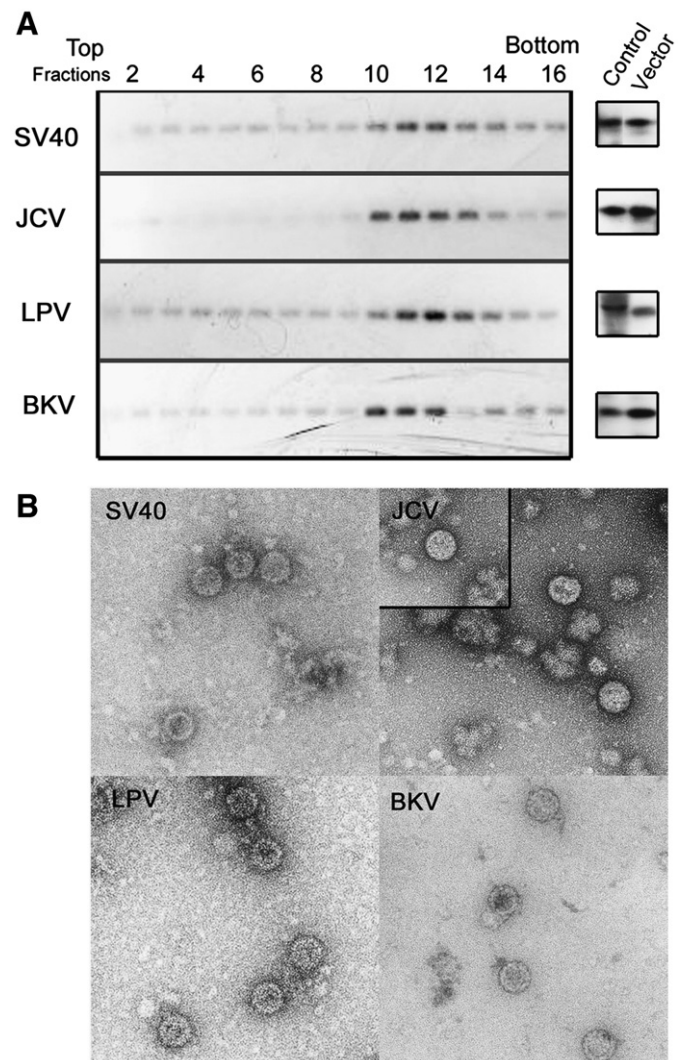 A
Top Bottom
Fractions 2 4 6 8 10 12 14 16
Control
Vector
SV40
JCV
LPV
BKV
B
SV40 JCV
LPV BKV